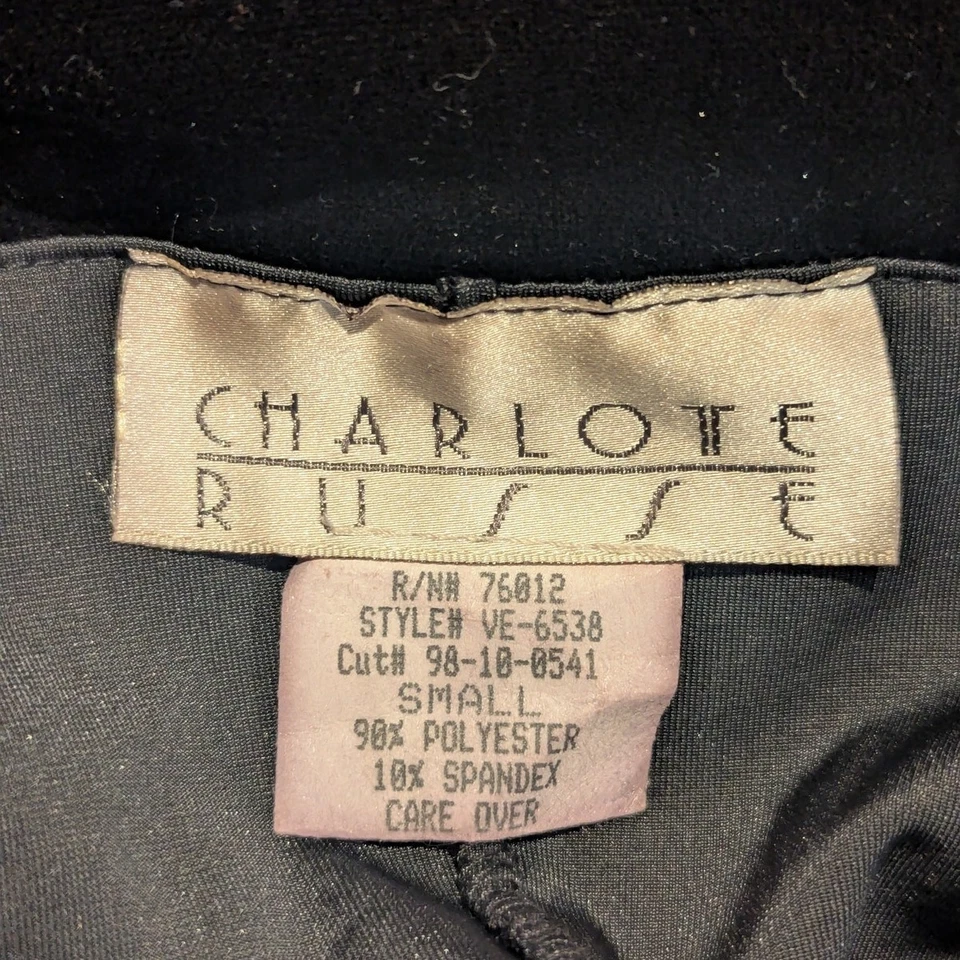 CHARLOTTE
RUSSE
R/N# 76012
STYLE# VE-6538
Cut# 98-10-0541
SMALL
90% POLYESTER
10% SPANDEX
CARE OVER